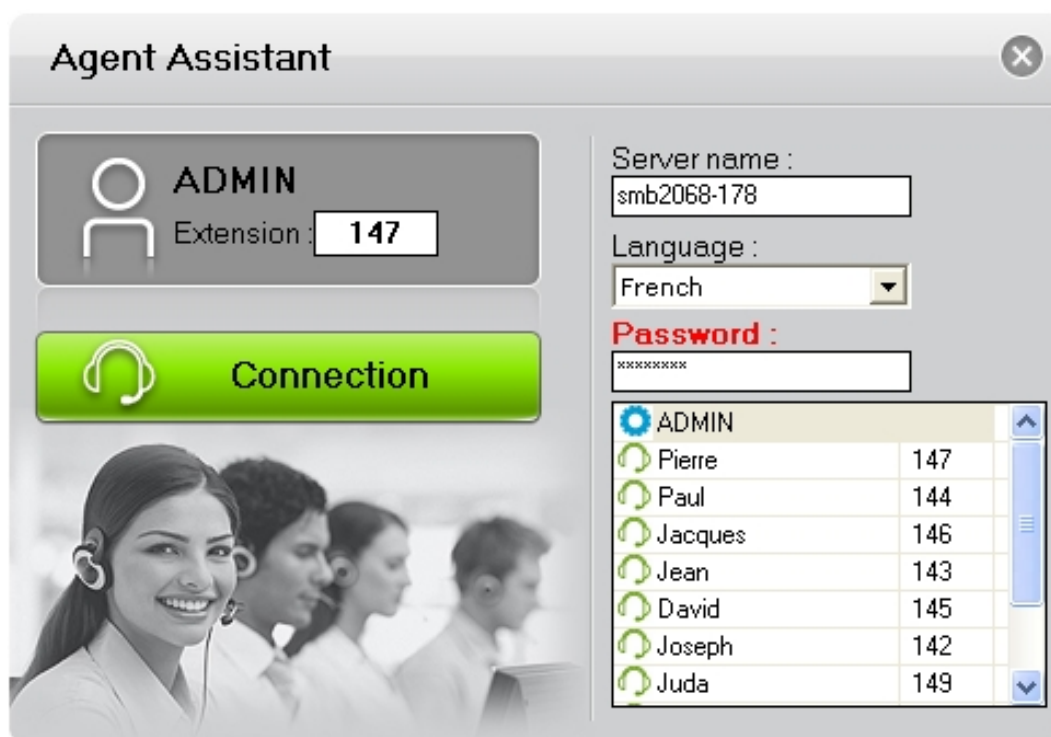 Agent Assistant
ADMIN
Extension : 147
Connection
Server name :
smb2068-178
Language :
French
Password :
********
ADMIN
Pierre 147
Paul 144
Jacques 146
Jean 143
David 145
Joseph 142
Juda 149